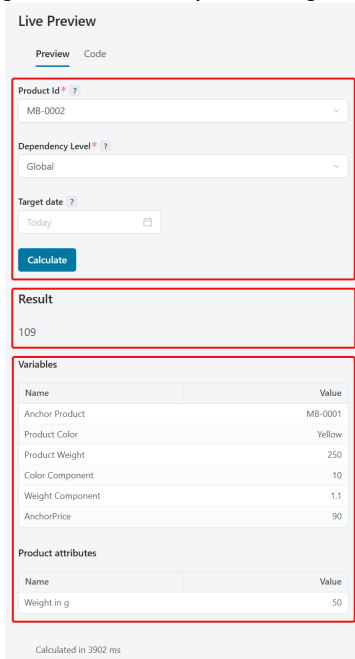 Live Preview
Preview Code
Product Id * ?
MB-0002
Dependency Level * ?
Global
Target date ?
Today
Calculate
Result
109
Variables
Name Value
Anchor Product MB-0001
Product Color Yellow
Product Weight 250
Color Component 10
Weight Component 1.1
AnchorPrice 90
Product attributes
Name Value
Weight in g 50
Calculated in 3902 ms